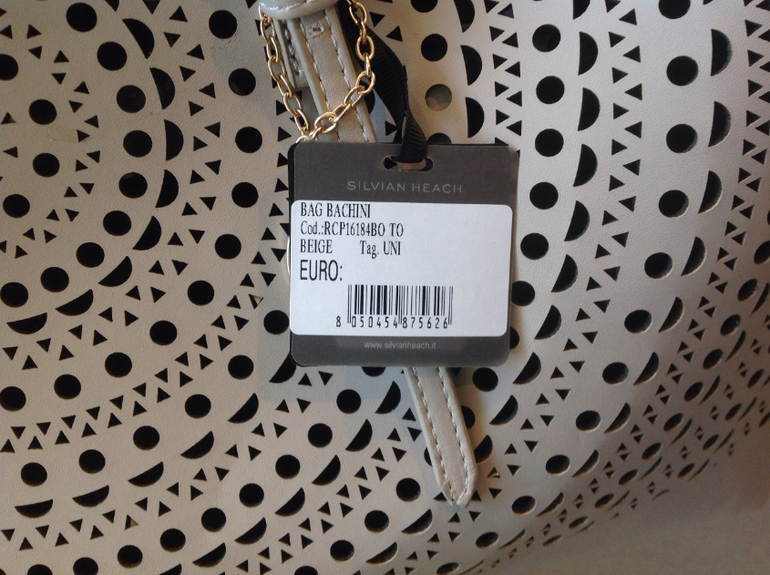 SILVIAN HEACH
BAG BACHINI
Cod.:RCP16184BO TO
BEIGE Tag. UNI
EURO:
8 050454 875626
www.silvianheach.it